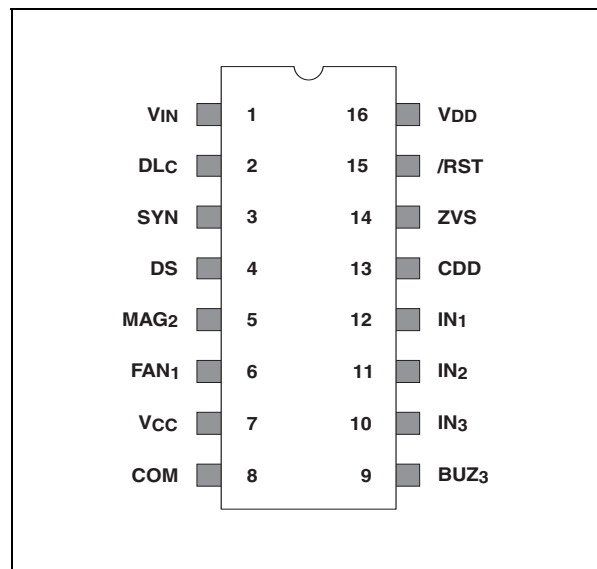 VIN 1 16 VDD
DLC 2 15 /RST
SYN 3 14 ZVS
DS 4 13 CDD
MAG2 5 12 IN1
FAN1 6 11 IN2
VCC 7 10 IN3
COM 8 9 BUZ3